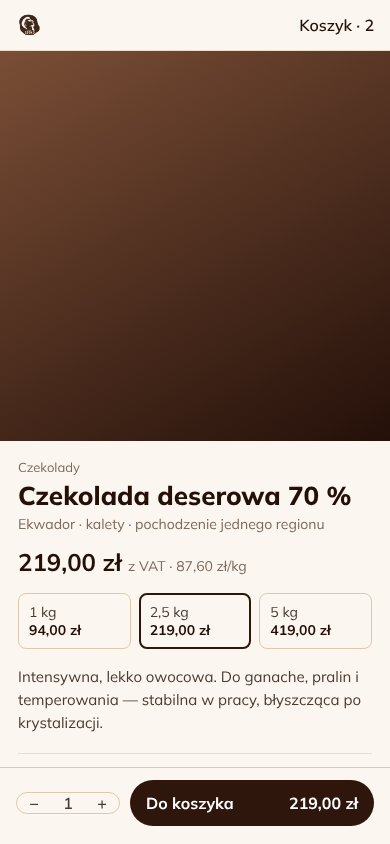 Koszyk · 2
Czekolady
Czekolada deserowa 70 %
Ekwador · kalety · pochodzenie jednego regionu
219,00 zł z VAT · 87,60 zł/kg
1 kg
94,00 zł
2,5 kg
219,00 zł
5 kg
419,00 zł
Intensywna, lekko owocowa. Do ganache, pralin i
temperowania — stabilna w pracy, błyszcząca po
krystalizacji.
− 1 +
Do koszyka 219,00 zł